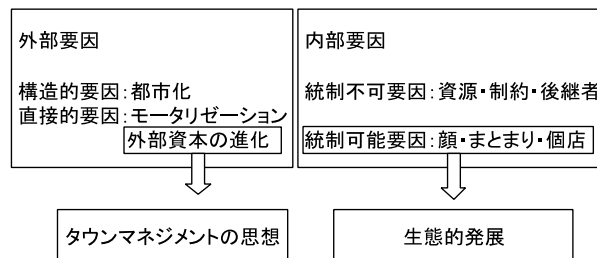 外部要因
構造的要因:都市化
直接的要因:モータリゼーション
外部資本の進化
内部要因
統制不可要因:資源・制約・後継者
統制可能要因:顔・まとまり・個店
タウンマネジメントの思想
生態的発展